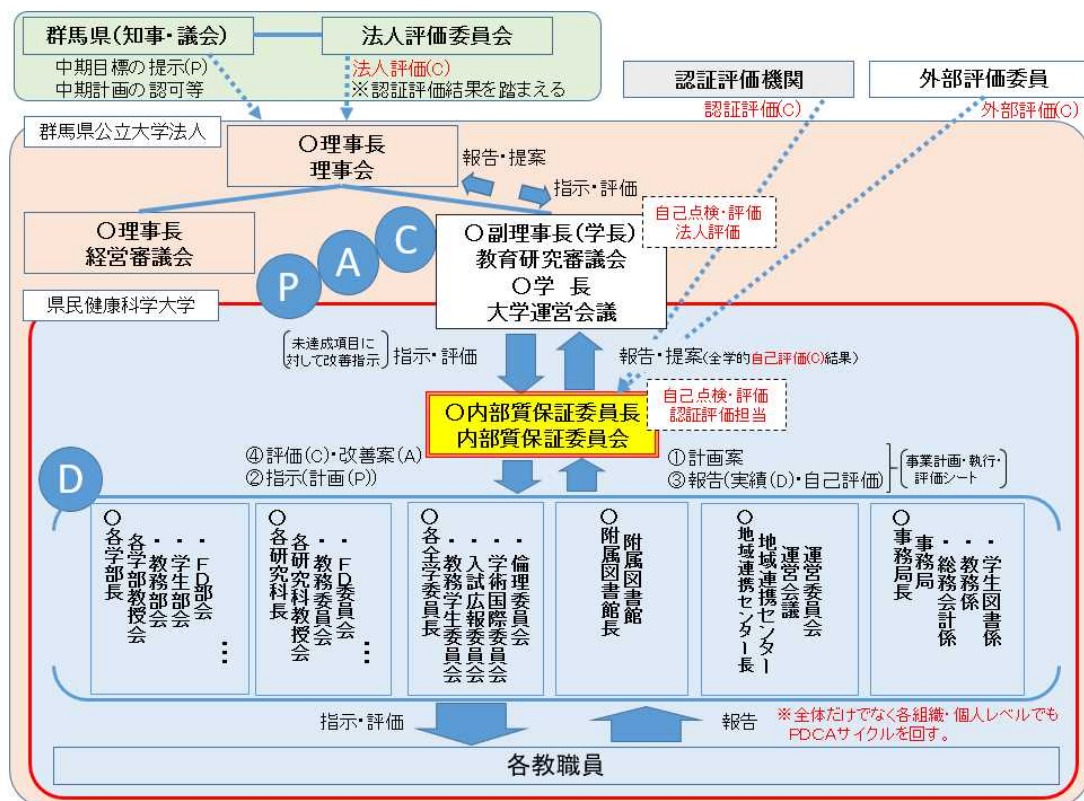 群馬県(知事・議会)
法人評価委員会
中期目標の提示(P)
中期計画の認可等
法人評価(C)
※認証評価結果を踏まえる
認証評価機関
認証評価(C)
外部評価委員
外部評価(C)
群馬県公立大学法人
〇理事長
理事会
報告・提案
指示・評価
〇理事長
経営審議会
自己点検・評価
法人評価
〇副理事長(学長)
教育研究審議会
〇学 長
大学運営会議
P
A
C
県民健康科学大学
未達成項目に
対して改善指示
指示・評価
報告・提案(全学的自己評価(C)結果)
自己点検・評価
認証評価担当
〇内部質保証委員長
内部質保証委員会
④評価(C)・改善案(A)
②指示(計画(P))
①計画案
③報告(実績(D)・自己評価)
事業計画・執行・
評価シート
D
〇各学部長
各学部教授会
・教務部会
・学生部会
・FD部会
…
〇各研究科長
各研究科教授会
・教務委員会
・FD委員会
…
〇各全学委員長
・教務学生委員会
・入試広報委員会
・学術国際委員会
・倫理委員会
〇附属図書館長
附属図書館
〇地域連携センター長
地域連携センター
運営会議
運営委員会
〇事務局長
事務局
・総務会計係
・教務係
・学生図書係
指示・評価
報告
※全体だけでなく各組織・個人レベルでも
PDCAサイクルを回す。
各教職員